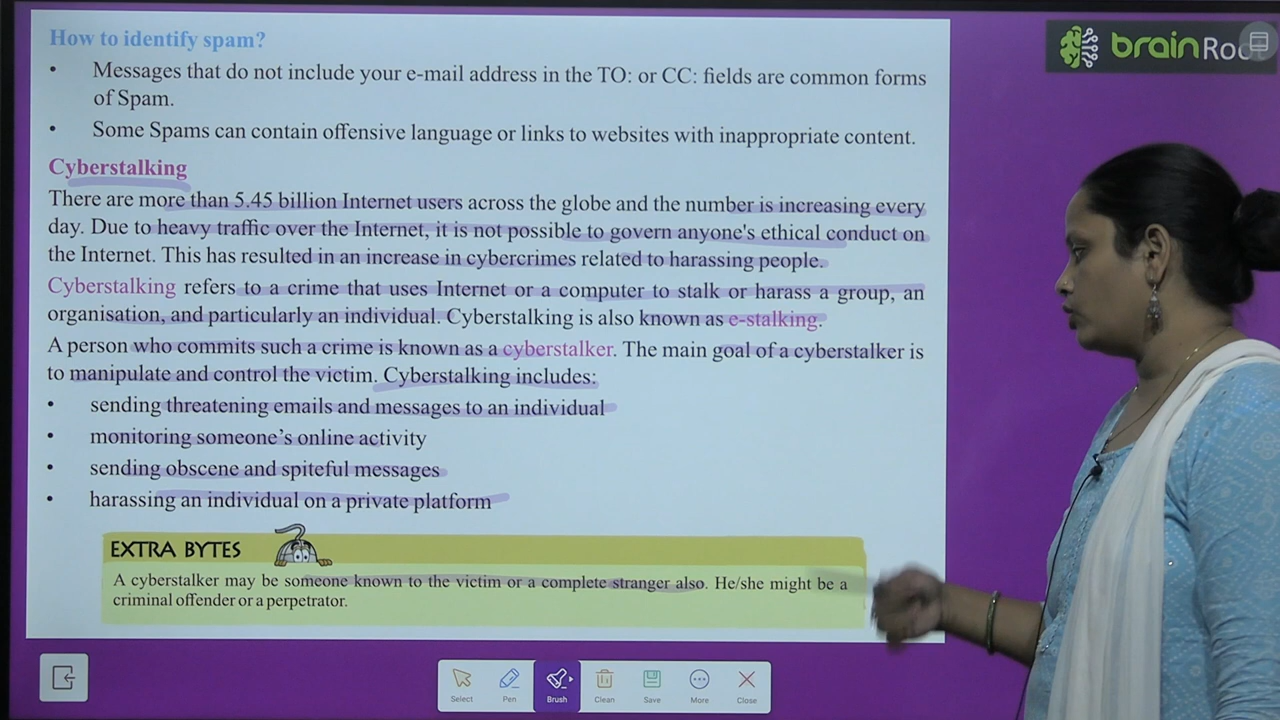 How to identify spam?
• Messages that do not include your e-mail address in the TO: or CC: fields are common forms
of Spam.
• Some Spams can contain offensive language or links to websites with inappropriate content.
Cyberstalking
There are more than 5.45 billion Internet users across the globe and the number is increasing every
day. Due to heavy traffic over the Internet, it is not possible to govern anyone's ethical conduct on
the Internet. This has resulted in an increase in cybercrimes related to harassing people.
Cyberstalking refers to a crime that uses Internet or a computer to stalk or harass a group, an
organisation, and particularly an individual. Cyberstalking is also known as e-stalking.
A person who commits such a crime is known as a cyberstalker. The main goal of a cyberstalker is
to manipulate and control the victim. Cyberstalking includes:
• sending threatening emails and messages to an individual
• monitoring someone's online activity
• sending obscene and spiteful messages
• harassing an individual on a private platform
EXTRA BYTES
A cyberstalker may be someone known to the victim or a complete stranger also. He/she might be a
criminal offender or a perpetrator.
brain
Select Pen Brush Clean Save More Close